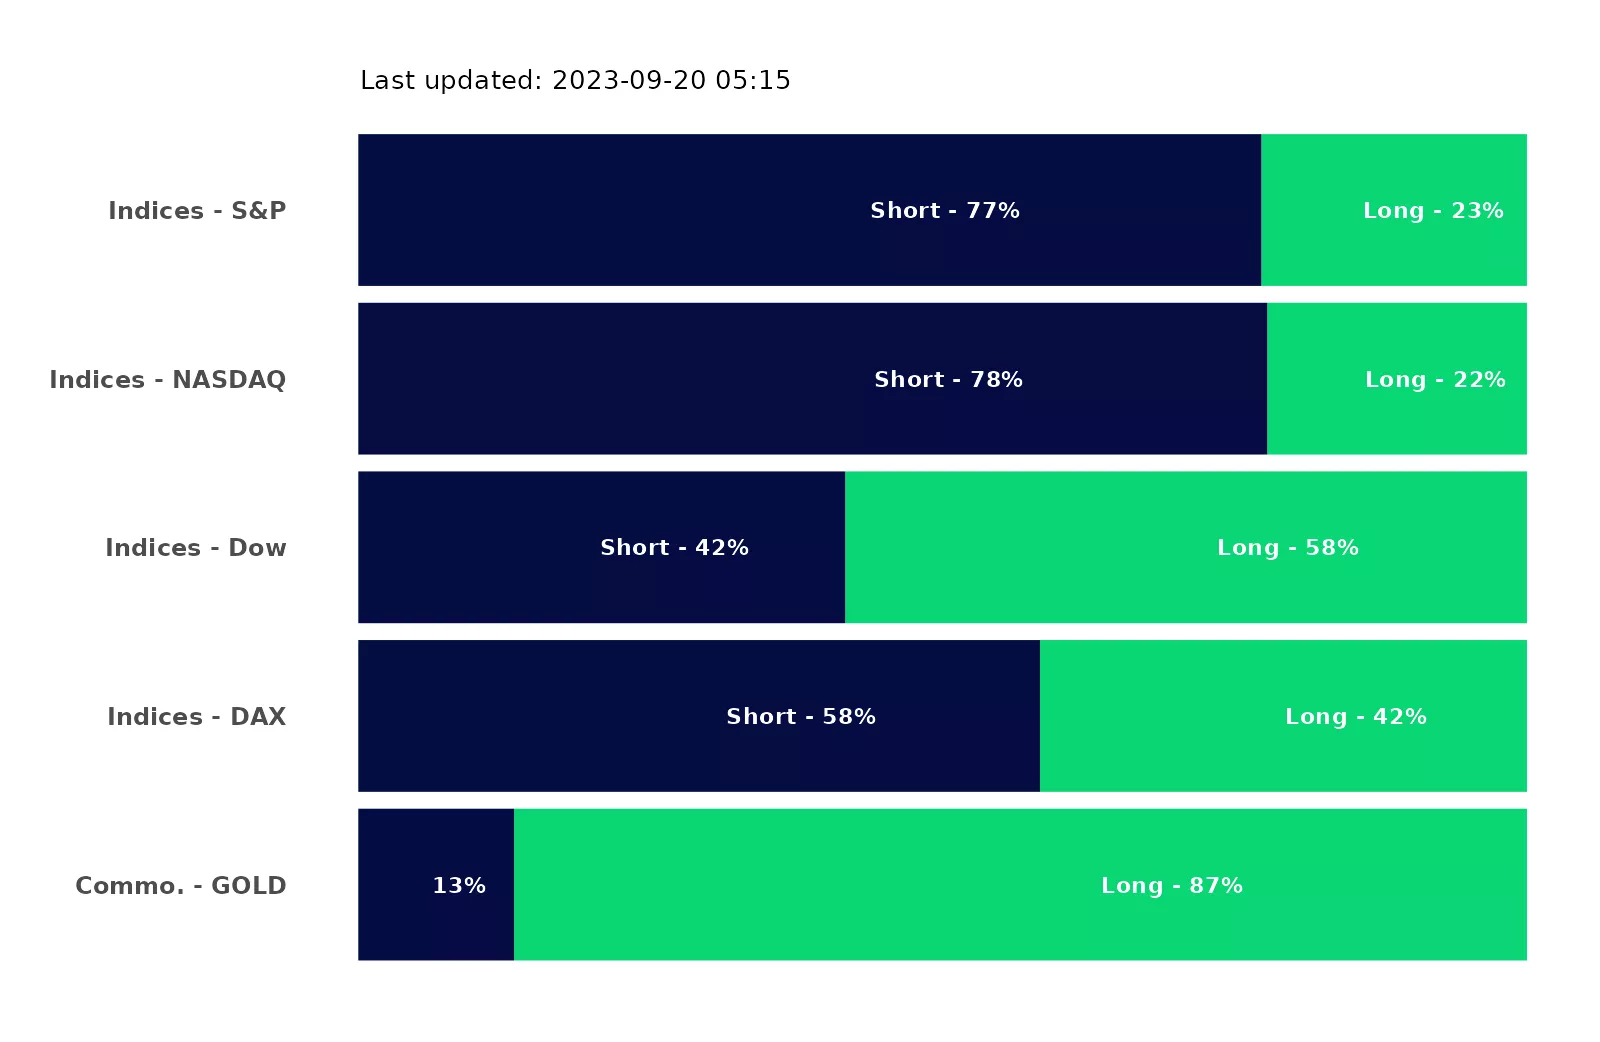 Last updated: 2023-09-20 05:15
Indices - S&P Short - 77% Long - 23%
Indices - NASDAQ Short - 78% Long - 22%
Indices - Dow Short - 42% Long - 58%
Indices - DAX Short - 58% Long - 42%
Commo. - GOLD 13% Long - 87%